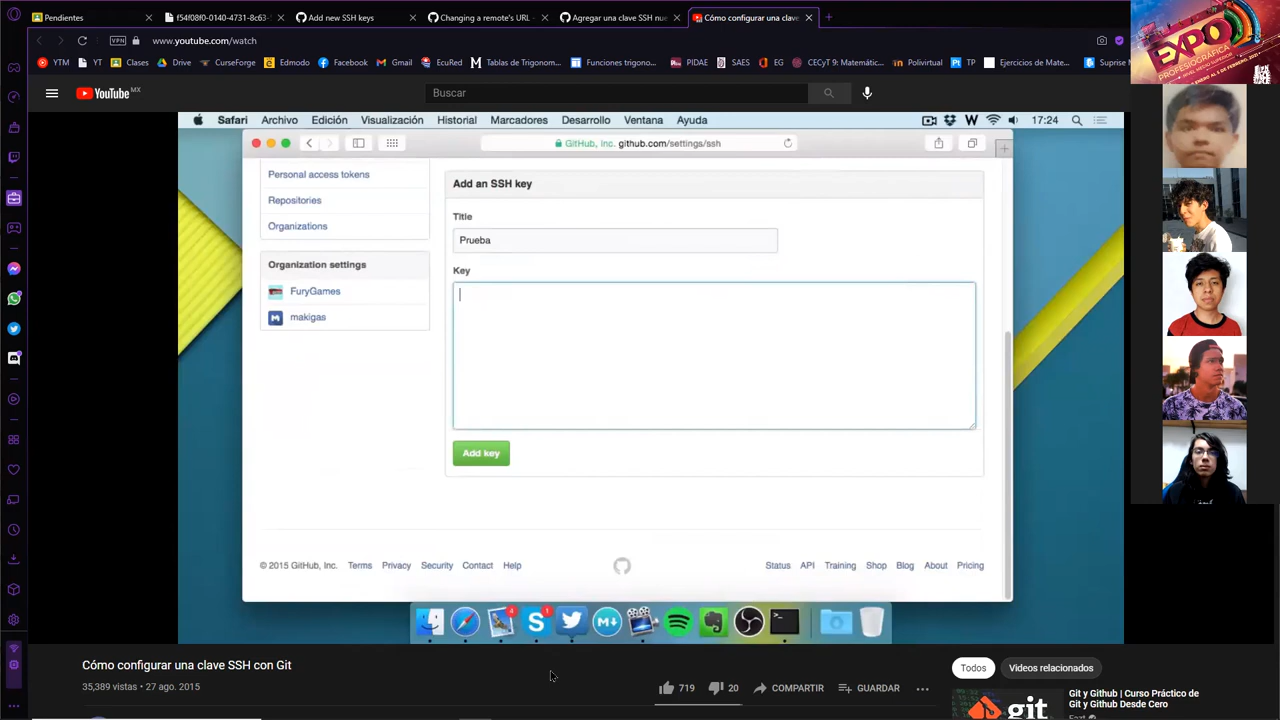 Pendientes
f54f08f0-0140-4731-8c63-
Add new SSH keys
Changing a remote's URL -
Agregar una clave SSH nue
Cómo configurar una clave
VPN
www.youtube.com/watch
YTM
YT
Clases
Drive
CurseForge
Edmodo
Facebook
Gmail
EcuRed
Tablas de Trigonom...
Funciones trigono...
PIDAE
SAES
EG
CECyT 9: Matemátic...
Polivirtual
TP
Ejercicios de Mate...
Suprise M
EXPO
PROFESIOGRÁFICA
YouTube MX
Buscar
Safari Archivo Edición Visualización Historial Marcadores Desarrollo Ventana Ayuda
17:24
GitHub, Inc. github.com/settings/ssh
Personal access tokens
Repositories
Organizations
Organization settings
FuryGames
makigas
Add an SSH key
Title
Prueba
Key
Add key
© 2015 GitHub, Inc. Terms Privacy Security Contact Help
Status API Training Shop Blog About Pricing
4
1
Cómo configurar una clave SSH con Git
35,389 vistas • 27 ago. 2015
719
20
COMPARTIR
GUARDAR
Todos
Videos relacionados
git
Git y Github | Curso Práctico de
Git y Github Desde Cero